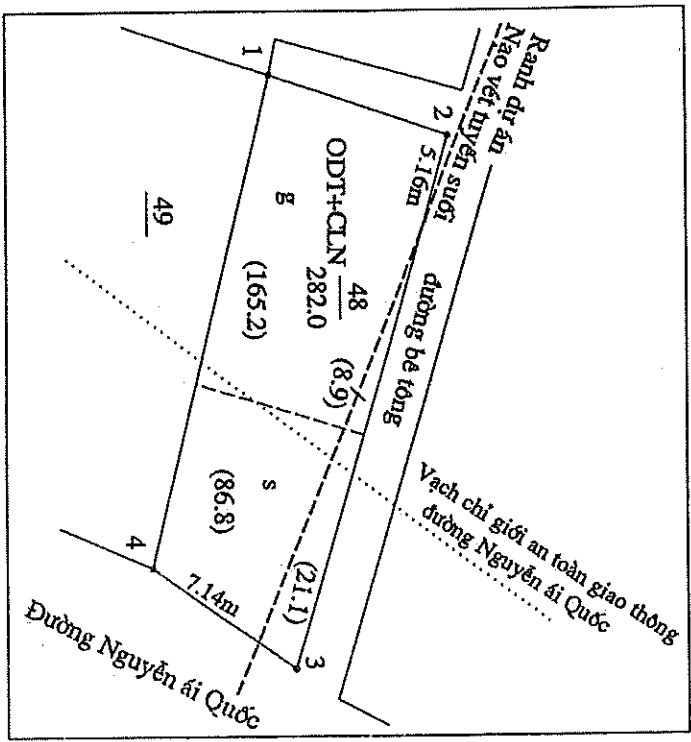 Ranh dự án
Nạo vét tuyến suối
1
2
5.16m
đường bê tông
ODT+CLN 48
282.0
g
(165.2)
(8.9)
49
Vạch chỉ giới an toàn giao thông
đường Nguyễn ái Quốc
s
(86.8)
(21.1)
4
7.14m
3
Đường Nguyễn ái Quốc